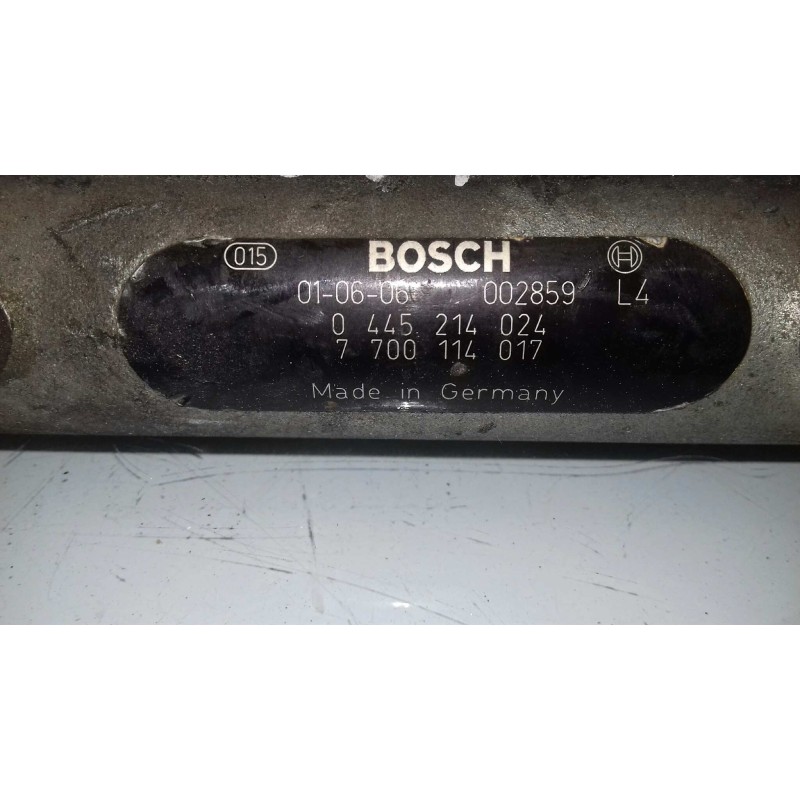 015 BOSCH
01-06-06 002859 L4
0 445 214 024
7 700 114 017
Made in Germany